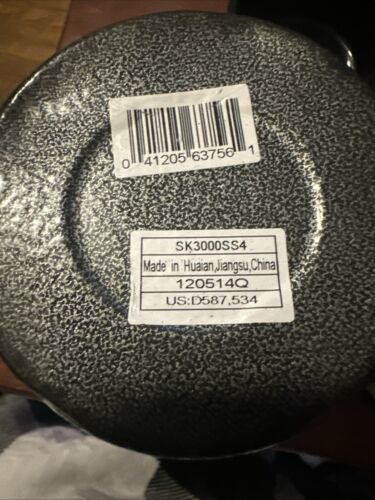 0 41205 63756 1
SK3000SS4
Made in Huaian,Jiangsu,China
120514Q
US:D587,534